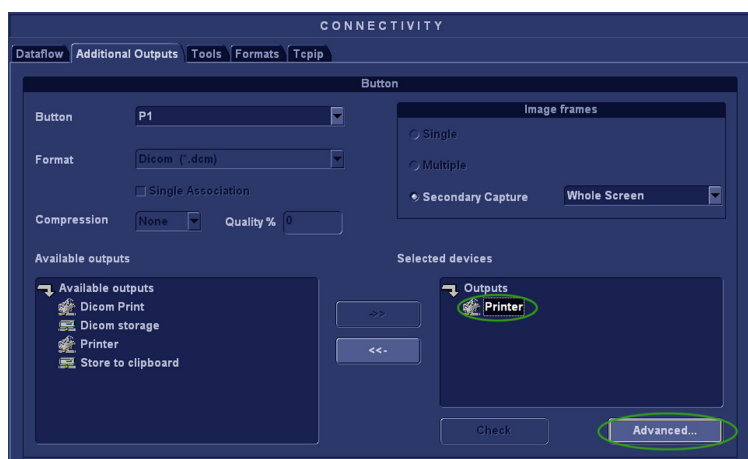 CONNECTIVITY
Dataflow Additional Outputs Tools Formats Tcpip
Button
Button P1
Format Dicom (*.dcm)
Single Association
Compression None Quality % 0
Image frames
Single
Multiple
Secondary Capture Whole Screen
Available outputs
Available outputs
Dicom Print
Dicom storage
Printer
Store to clipboard
->>
<<-
Selected devices
Outputs
Printer
Check Advanced...